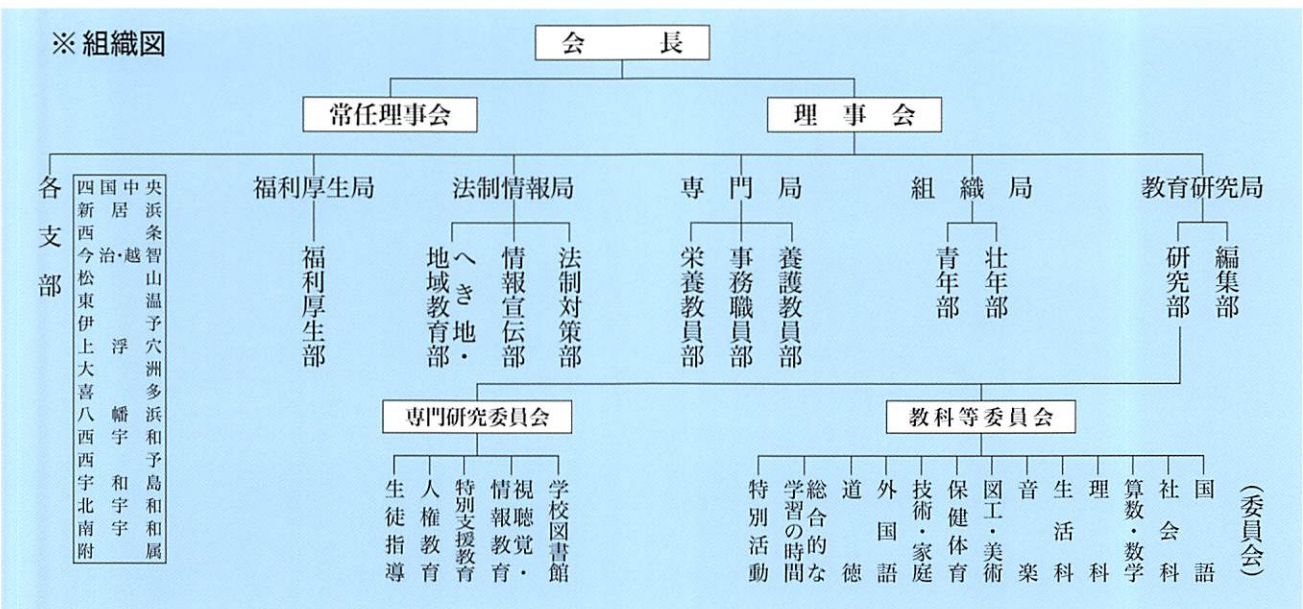 ※組織図
会長
常任理事会
理事会
各支部
四国中央
新居浜
西条
今治・越智
松山
東温
伊予
上浮穴
大洲
喜多
八幡浜
西宇和
西予
宇和島
北宇和
南宇和
附属
福利厚生局
福利厚生部
法制情報局
へき地・
地域教育部
情報宣伝部
法制対策部
専門局
栄養教員部
事務職員部
養護教員部
組織局
青年部
壮年部
教育研究局
研究部
編集部
専門研究委員会
生徒指導
人権教育
特別支援教育
視聴覚・
情報教育
学校図書館
教科等委員会
特別活動
総合的な
学習の時間
道徳
外国語
技術・家庭
保健体育
図工・美術
音楽
生活科
理科
算数・数学
社会科
国語
(委員会)